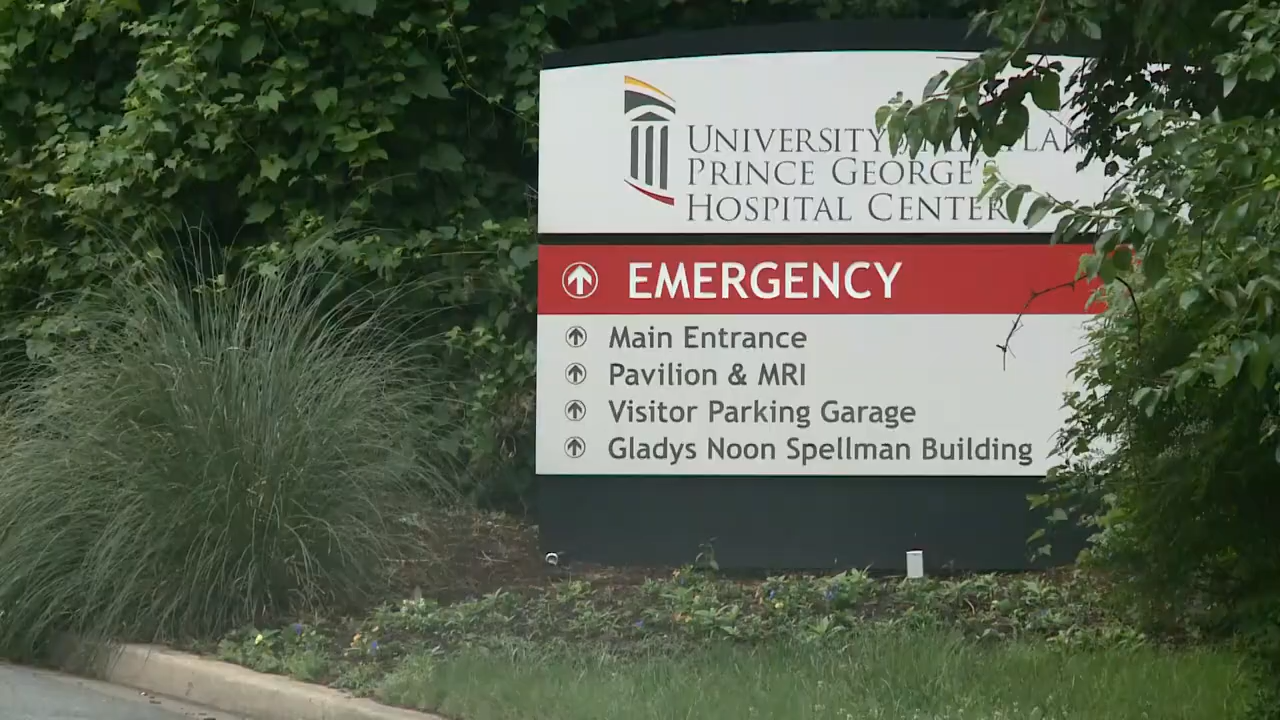 UNIVERSITY
PRINCE GEORGE'S
HOSPITAL CENTER
EMERGENCY
Main Entrance
Pavilion & MRI
Visitor Parking Garage
Gladys Noon Spellman Building